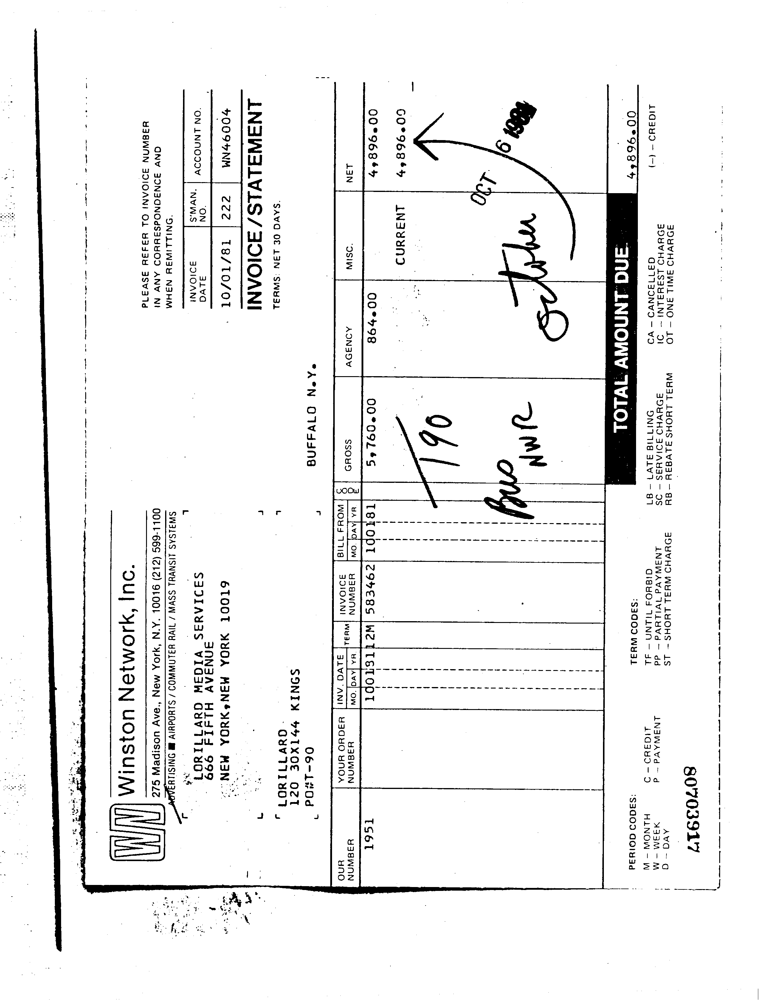 WN Winston Network, Inc.
275 Madison Ave., New York, N.Y. 10016 (212) 599-1100
ADVERTISING ■ AIRPORTS / COMMUTER RAIL / MASS TRANSIT SYSTEMS
PLEASE REFER TO INVOICE NUMBER
IN ANY CORRESPONDENCE AND
WHEN REMITTING.
INVOICE DATE S'MAN. NO. ACCOUNT NO.
10/01/81 222 WN46004
INVOICE/STATEMENT
TERMS: NET 30 DAYS.
LORILLARD MEDIA SERVICES
666 FIFTH AVENUE
NEW YORK,NEW YORK 10019
LORILLARD
120 30X144 KINGS
PO#T-90
BUFFALO N.Y.
OUR NUMBER YOUR ORDER NUMBER INV. DATE MO. DAY YR TERM INVOICE NUMBER BILL FROM MO DAY YR CODE GROSS AGENCY MISC. NET
1951 10018112M 583462 100181 5,760.00 864.00 4,896.00
CURRENT 4,896.00
T90
OCT 6 1981
Bus
NWR
October
TOTAL AMOUNT DUE 4,896.00
PERIOD CODES:
M – MONTH C – CREDIT
W – WEEK P – PAYMENT
D – DAY
TERM CODES:
TF – UNTIL FORBID LB – LATE BILLING CA – CANCELLED (–) – CREDIT
PP – PARTIAL PAYMENT SC – SERVICE CHARGE IC – INTEREST CHARGE
ST – SHORT TERM CHARGE RB – REBATE SHORT TERM OT – ONE TIME CHARGE
80703917